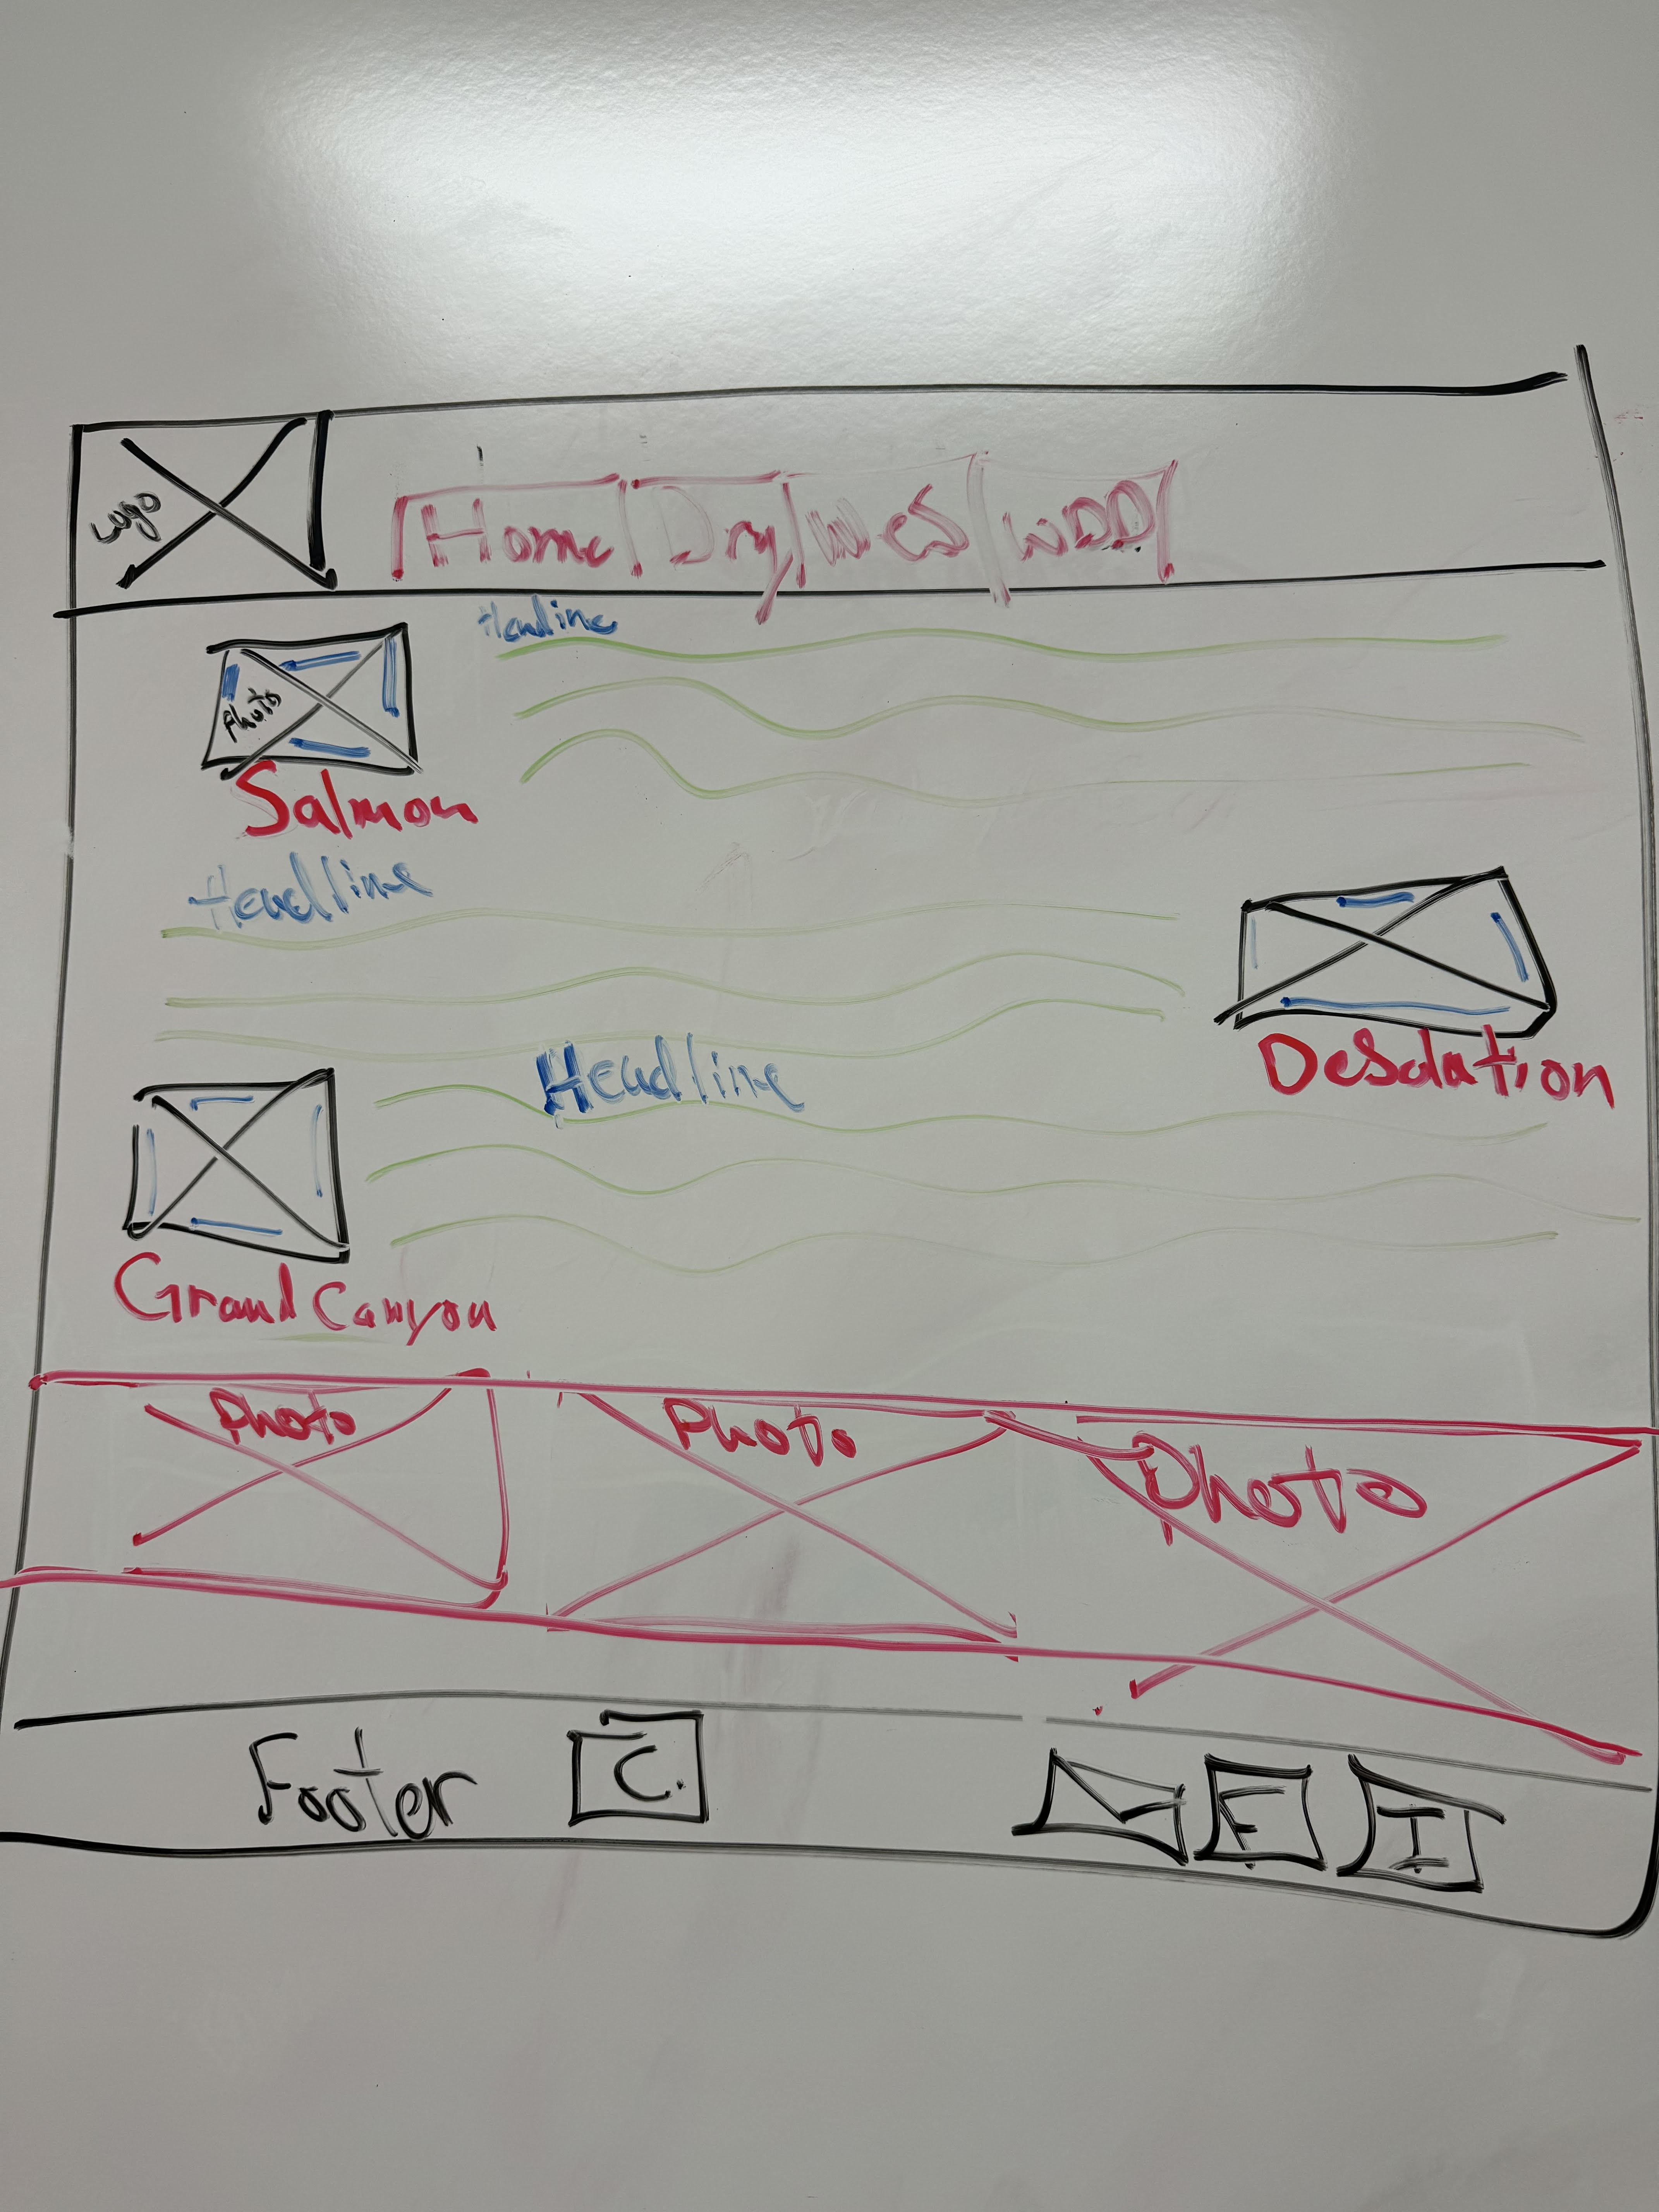 Logo
Home Dry Wes WDD
Headline
Photo
Salmon
Headline
Desolation
Headline
Grand Canyon
Photo Photo Photo
Footer C. F I